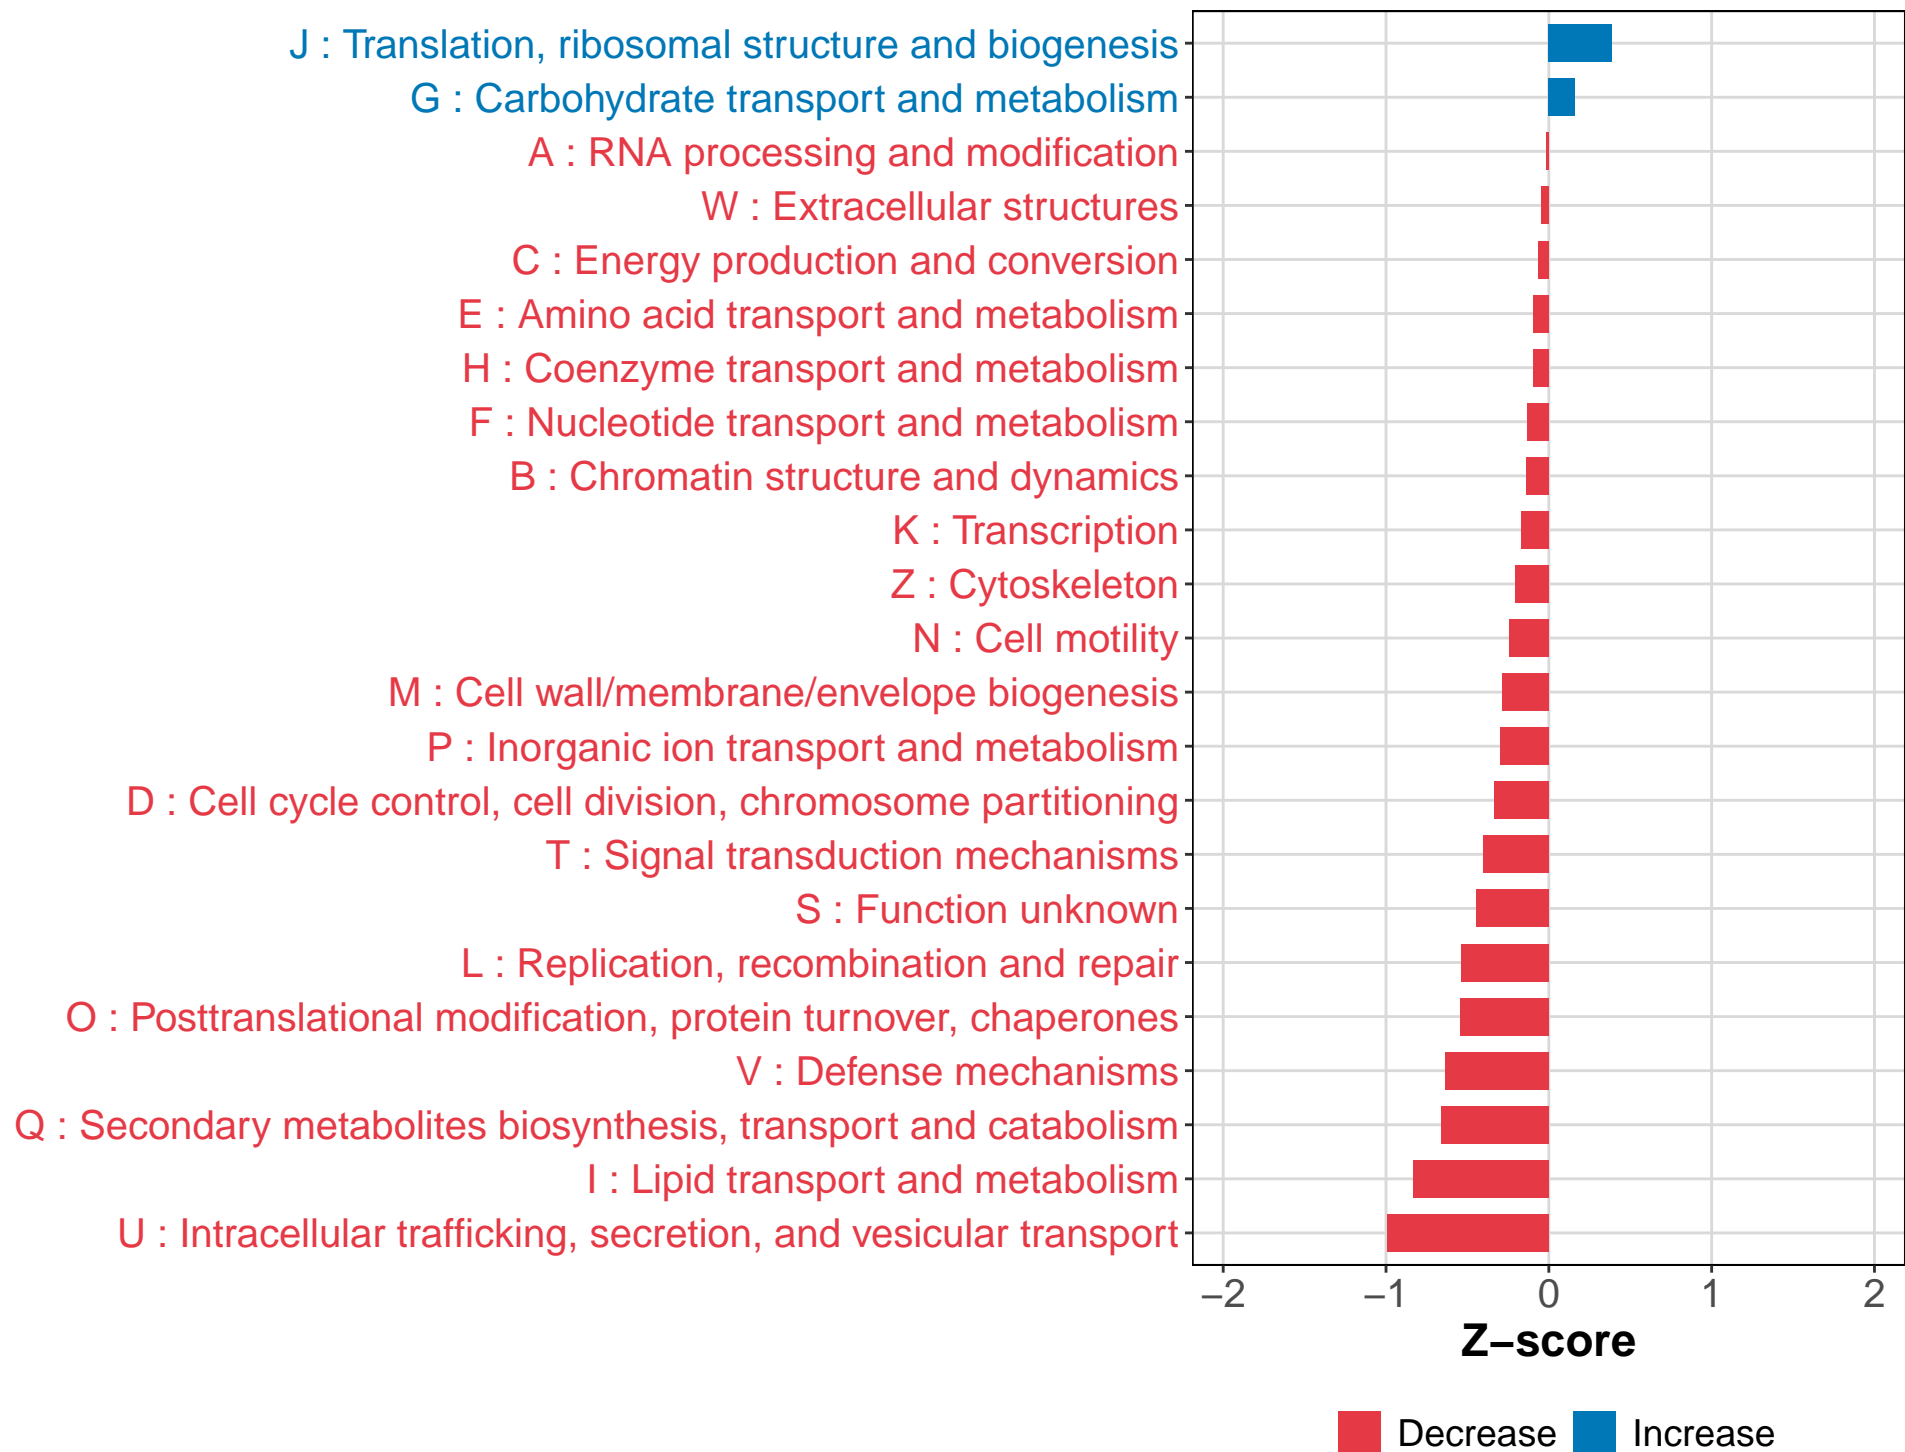 J : Translation, ribosomal structure and biogenesis
G : Carbohydrate transport and metabolism
A : RNA processing and modification
W : Extracellular structures
C : Energy production and conversion
E : Amino acid transport and metabolism
H : Coenzyme transport and metabolism
F : Nucleotide transport and metabolism
B : Chromatin structure and dynamics
K : Transcription
Z : Cytoskeleton
N : Cell motility
M : Cell wall/membrane/envelope biogenesis
P : Inorganic ion transport and metabolism
D : Cell cycle control, cell division, chromosome partitioning
T : Signal transduction mechanisms
S : Function unknown
L : Replication, recombination and repair
O : Posttranslational modification, protein turnover, chaperones
V : Defense mechanisms
Q : Secondary metabolites biosynthesis, transport and catabolism
I : Lipid transport and metabolism
U : Intracellular trafficking, secretion, and vesicular transport
−2 −1 0 1 2
Z−score
Decrease Increase